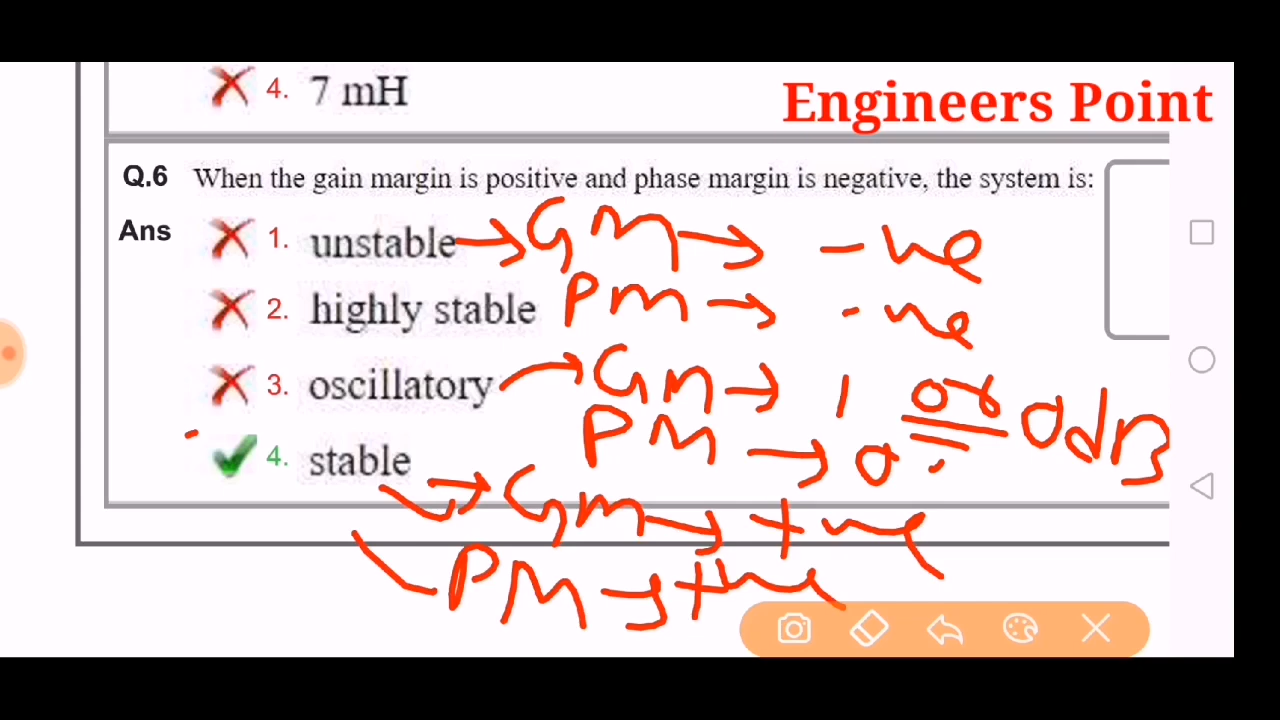 4. 7 mH
Engineers Point
Q.6 When the gain margin is positive and phase margin is negative, the system is:
Ans 1. unstable → GM → -ve
2. highly stable PM → -ve
3. oscillatory → GM → 1 or 0dB
PM → 0
4. stable → GM → +ve
PM → +ve